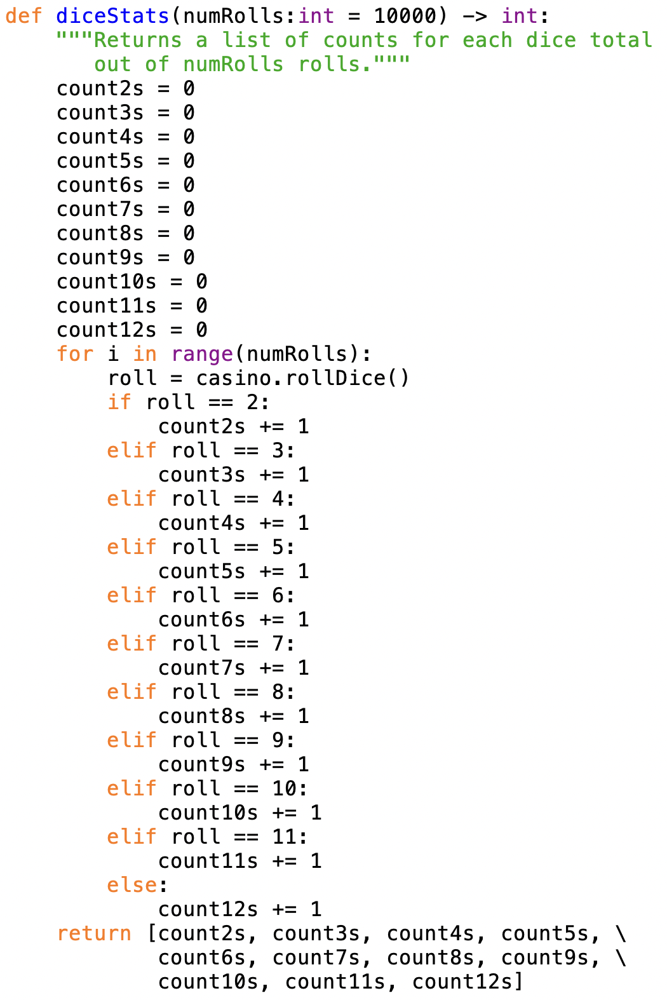 def diceStats(numRolls:int = 10000) -> int:
    """Returns a list of counts for each dice total
       out of numRolls rolls."""
    count2s = 0
    count3s = 0
    count4s = 0
    count5s = 0
    count6s = 0
    count7s = 0
    count8s = 0
    count9s = 0
    count10s = 0
    count11s = 0
    count12s = 0
    for i in range(numRolls):
        roll = casino.rollDice()
        if roll == 2:
            count2s += 1
        elif roll == 3:
            count3s += 1
        elif roll == 4:
            count4s += 1
        elif roll == 5:
            count5s += 1
        elif roll == 6:
            count6s += 1
        elif roll == 7:
            count7s += 1
        elif roll == 8:
            count8s += 1
        elif roll == 9:
            count9s += 1
        elif roll == 10:
            count10s += 1
        elif roll == 11:
            count11s += 1
        else:
            count12s += 1
    return [count2s, count3s, count4s, count5s, \
            count6s, count7s, count8s, count9s, \
            count10s, count11s, count12s]